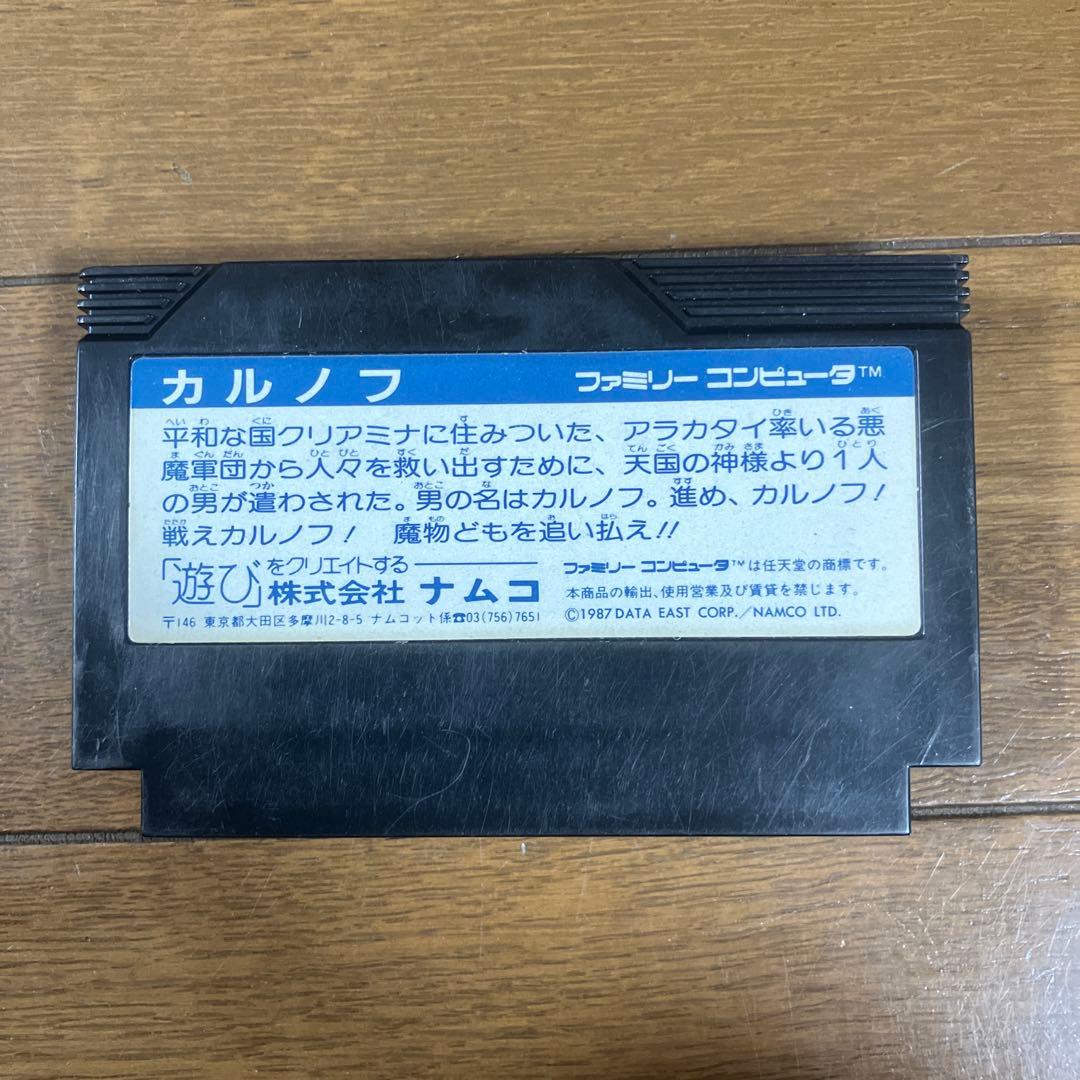 カルノフ ファミリー コンピュータ™
平和な国クリアミナに住みついた、アラカタイ率いる悪
魔軍団から人々を救い出すために、天国の神様より1人
の男が遣わされた。男の名はカルノフ。進め、カルノフ!
戦えカルノフ! 魔物どもを追い払え!!
「遊び」をクリエイトする
株式会社 ナムコ
〒146 東京都大田区多摩川2-8-5 ナムコット係☎03(756)7651
ファミリー コンピュータ™は任天堂の商標です。
本商品の輸出、使用営業及び賃貸を禁じます。
©1987 DATA EAST CORP./NAMCO LTD.